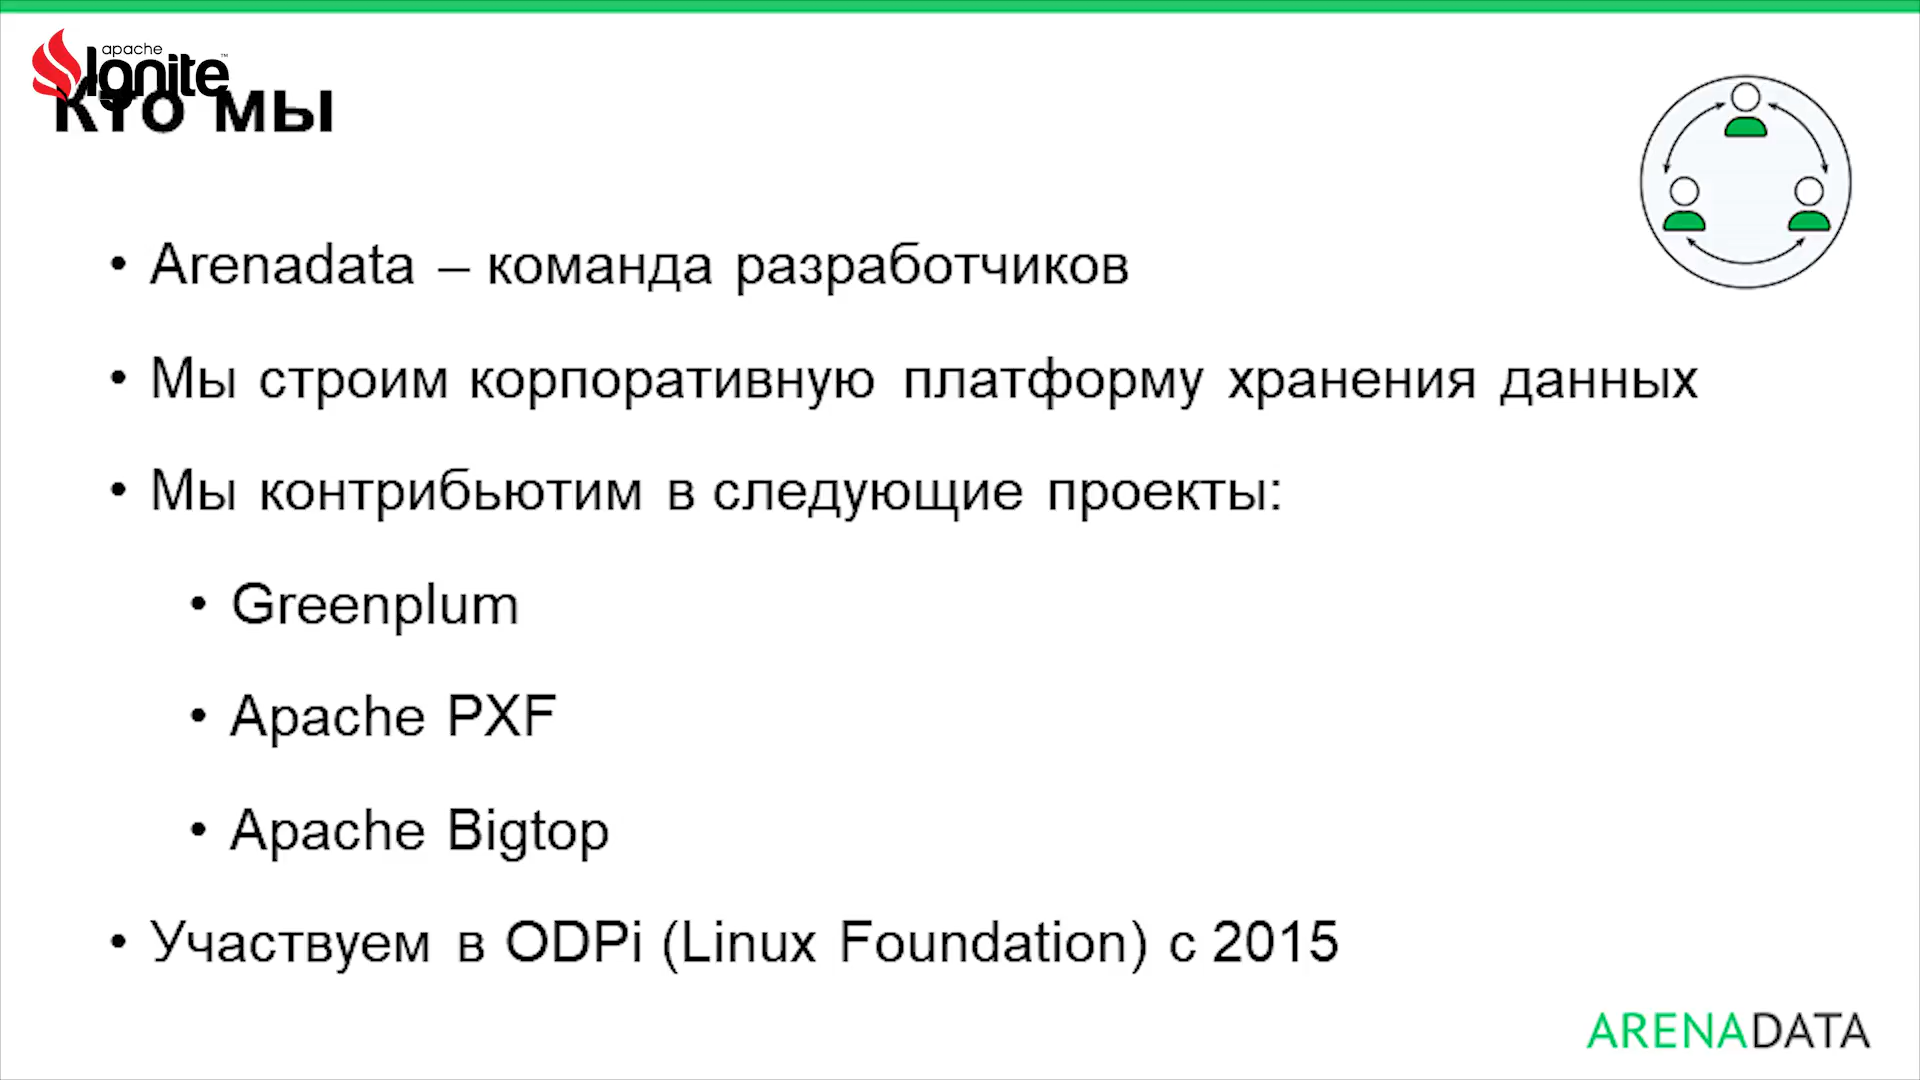 apache
Ignite™
Кто мы
• Arenadata – команда разработчиков
• Мы строим корпоративную платформу хранения данных
• Мы контрибьютим в следующие проекты:
• Greenplum
• Apache PXF
• Apache Bigtop
• Участвуем в ODPi (Linux Foundation) с 2015
ARENADATA